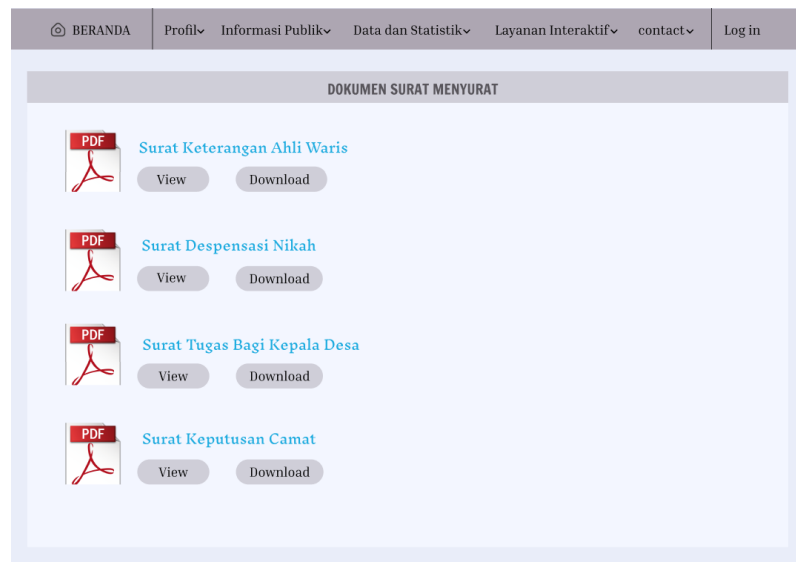 BERANDA Profil Informasi Publik Data dan Statistik Layanan Interaktif contact Log in
DOKUMEN SURAT MENYURAT
PDF
Surat Keterangan Ahli Waris
View Download
PDF
Surat Despensasi Nikah
View Download
PDF
Surat Tugas Bagi Kepala Desa
View Download
PDF
Surat Keputusan Camat
View Download